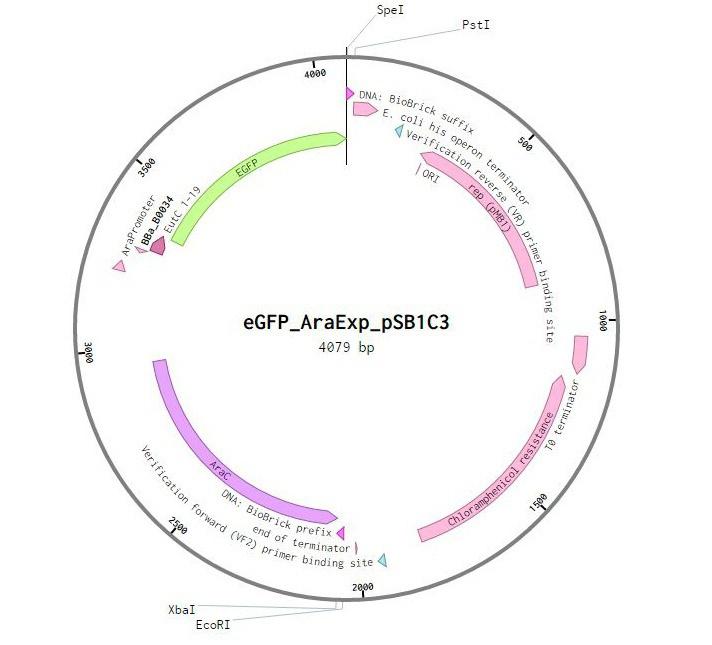 SpeI
PstI
4000
DNA: BioBrick suffix
E. coli his operon terminator
Verification reverse (VR) primer binding site
ORI
rep (pMB1)
500
1000
T0 terminator
Chloramphenicol resistance
1500
2000
Verification forward (VF2) primer binding site
end of terminator
DNA: BioBrick prefix
XbaI
EcoRI
AraC
2500
3000
AraPromoter
BBa_B0034
EutC 1-19
EGFP
3500
eGFP_AraExp_pSB1C3
4079 bp